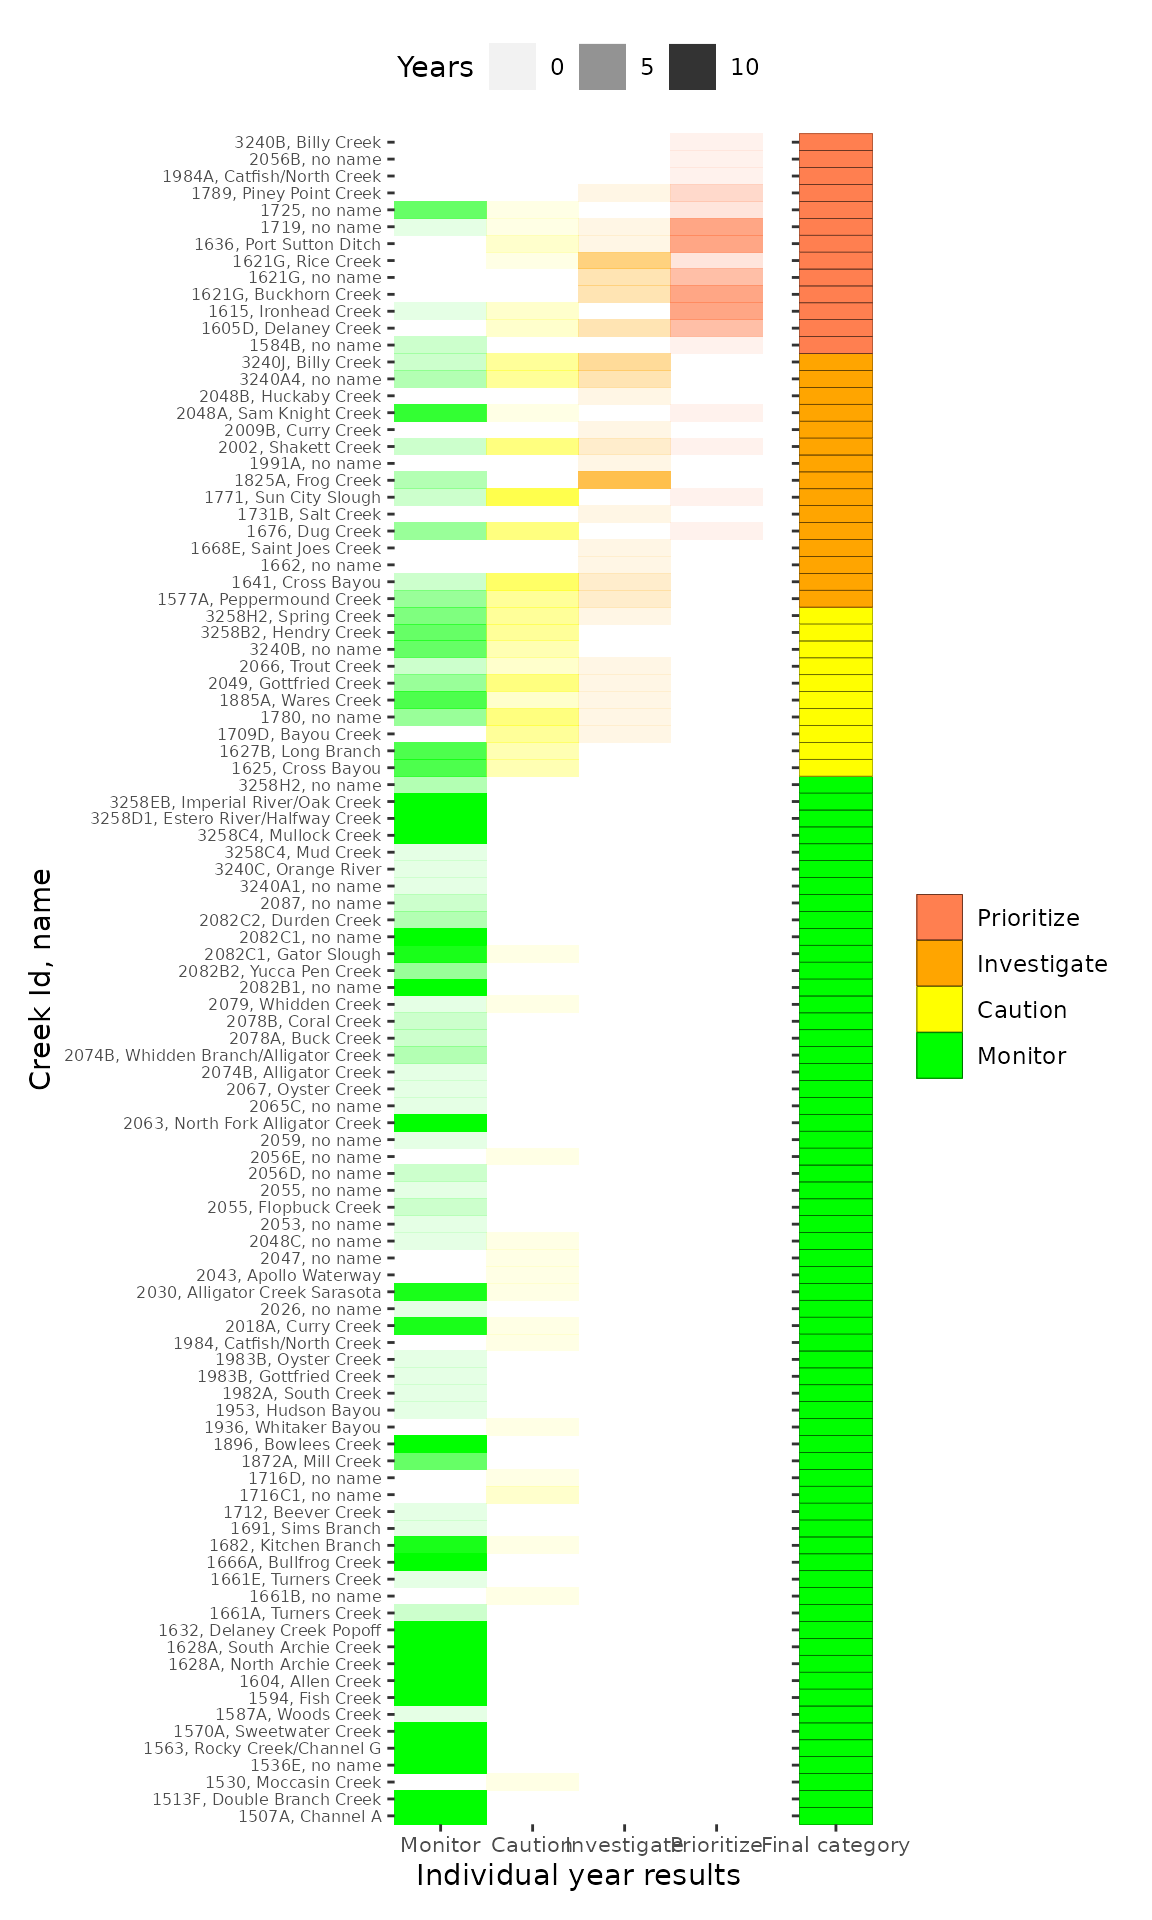 Years 0 5 10
3240B, Billy Creek
2056B, no name
1984A, Catfish/North Creek
1789, Piney Point Creek
1725, no name
1719, no name
1636, Port Sutton Ditch
1621G, Rice Creek
1621G, no name
1621G, Buckhorn Creek
1615, Ironhead Creek
1605D, Delaney Creek
1584B, no name
3240J, Billy Creek
3240A4, no name
2048B, Huckaby Creek
2048A, Sam Knight Creek
2009B, Curry Creek
2002, Shakett Creek
1991A, no name
1825A, Frog Creek
1771, Sun City Slough
1731B, Salt Creek
1676, Dug Creek
1668E, Saint Joes Creek
1662, no name
1641, Cross Bayou
1577A, Peppermound Creek
3258H2, Spring Creek
3258B2, Hendry Creek
3240B, no name
2066, Trout Creek
2049, Gottfried Creek
1885A, Wares Creek
1780, no name
1709D, Bayou Creek
1627B, Long Branch
1625, Cross Bayou
3258H2, no name
3258EB, Imperial River/Oak Creek
3258D1, Estero River/Halfway Creek
3258C4, Mullock Creek
3258C4, Mud Creek
3240C, Orange River
3240A1, no name
2087, no name
2082C2, Durden Creek
2082C1, no name
2082C1, Gator Slough
2082B2, Yucca Pen Creek
2082B1, no name
2079, Whidden Creek
2078B, Coral Creek
2078A, Buck Creek
2074B, Whidden Branch/Alligator Creek
2074B, Alligator Creek
2067, Oyster Creek
2065C, no name
2063, North Fork Alligator Creek
2059, no name
2056E, no name
2056D, no name
2055, no name
2055, Flopbuck Creek
2053, no name
2048C, no name
2047, no name
2043, Apollo Waterway
2030, Alligator Creek Sarasota
2026, no name
2018A, Curry Creek
1984, Catfish/North Creek
1983B, Oyster Creek
1983B, Gottfried Creek
1982A, South Creek
1953, Hudson Bayou
1936, Whitaker Bayou
1896, Bowlees Creek
1872A, Mill Creek
1716D, no name
1716C1, no name
1712, Beever Creek
1691, Sims Branch
1682, Kitchen Branch
1666A, Bullfrog Creek
1661E, Turners Creek
1661B, no name
1661A, Turners Creek
1632, Delaney Creek Popoff
1628A, South Archie Creek
1628A, North Archie Creek
1604, Allen Creek
1594, Fish Creek
1587A, Woods Creek
1570A, Sweetwater Creek
1563, Rocky Creek/Channel G
1536E, no name
1530, Moccasin Creek
1513F, Double Branch Creek
1507A, Channel A
Creek Id, name
Monitor Caution Investigate Prioritize Final category
Individual year results
Prioritize
Investigate
Caution
Monitor